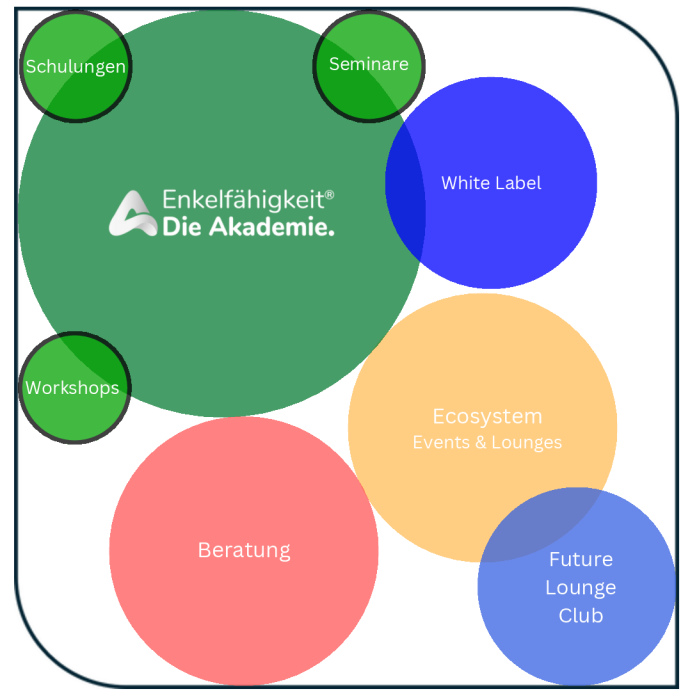 Schulungen
Seminare
White Label
Enkelfähigkeit®
Die Akademie.
Workshops
Ecosystem
Events & Lounges
Beratung
Future
Lounge
Club